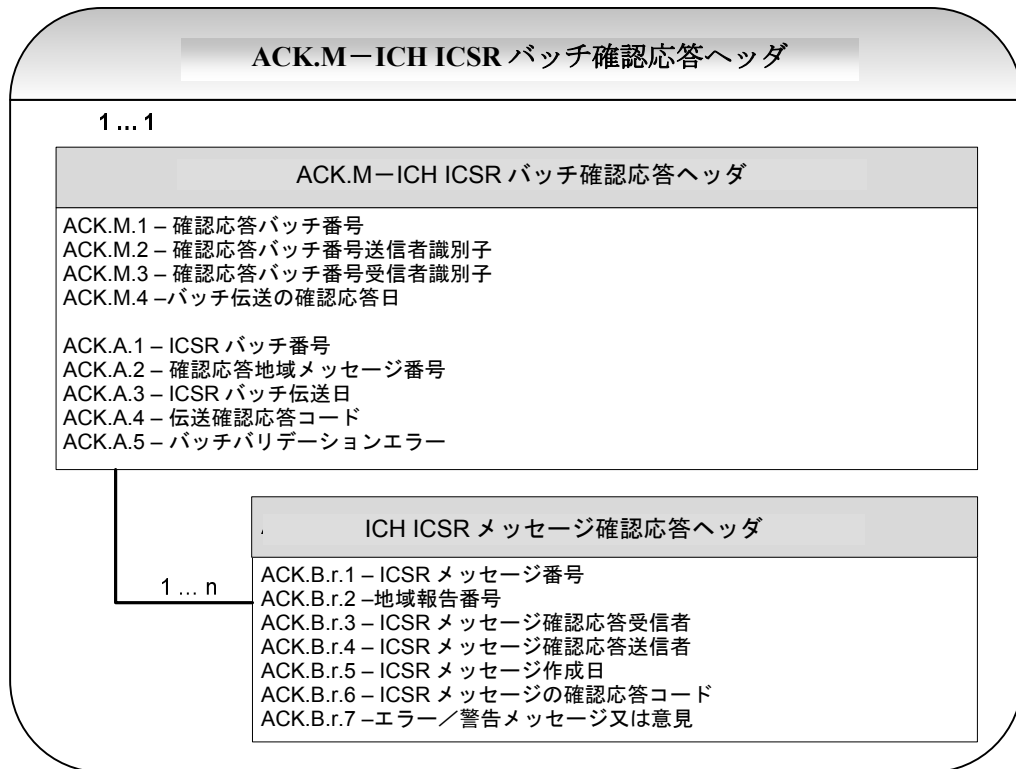 ACK.M－ICH ICSR バッチ確認応答ヘッダ
1 ... 1
ACK.M－ICH ICSR バッチ確認応答ヘッダ
ACK.M.1 – 確認応答バッチ番号
ACK.M.2 – 確認応答バッチ番号送信者識別子
ACK.M.3 – 確認応答バッチ番号受信者識別子
ACK.M.4 –バッチ伝送の確認応答日
ACK.A.1 – ICSR バッチ番号
ACK.A.2 – 確認応答地域メッセージ番号
ACK.A.3 – ICSR バッチ伝送日
ACK.A.4 – 伝送確認応答コード
ACK.A.5 – バッチバリデーションエラー
ICH ICSR メッセージ確認応答ヘッダ
1 ... n
ACK.B.r.1 – ICSR メッセージ番号
ACK.B.r.2 –地域報告番号
ACK.B.r.3 – ICSR メッセージ確認応答受信者
ACK.B.r.4 – ICSR メッセージ確認応答送信者
ACK.B.r.5 – ICSR メッセージ作成日
ACK.B.r.6 – ICSR メッセージの確認応答コード
ACK.B.r.7 –エラー／警告メッセージ又は意見